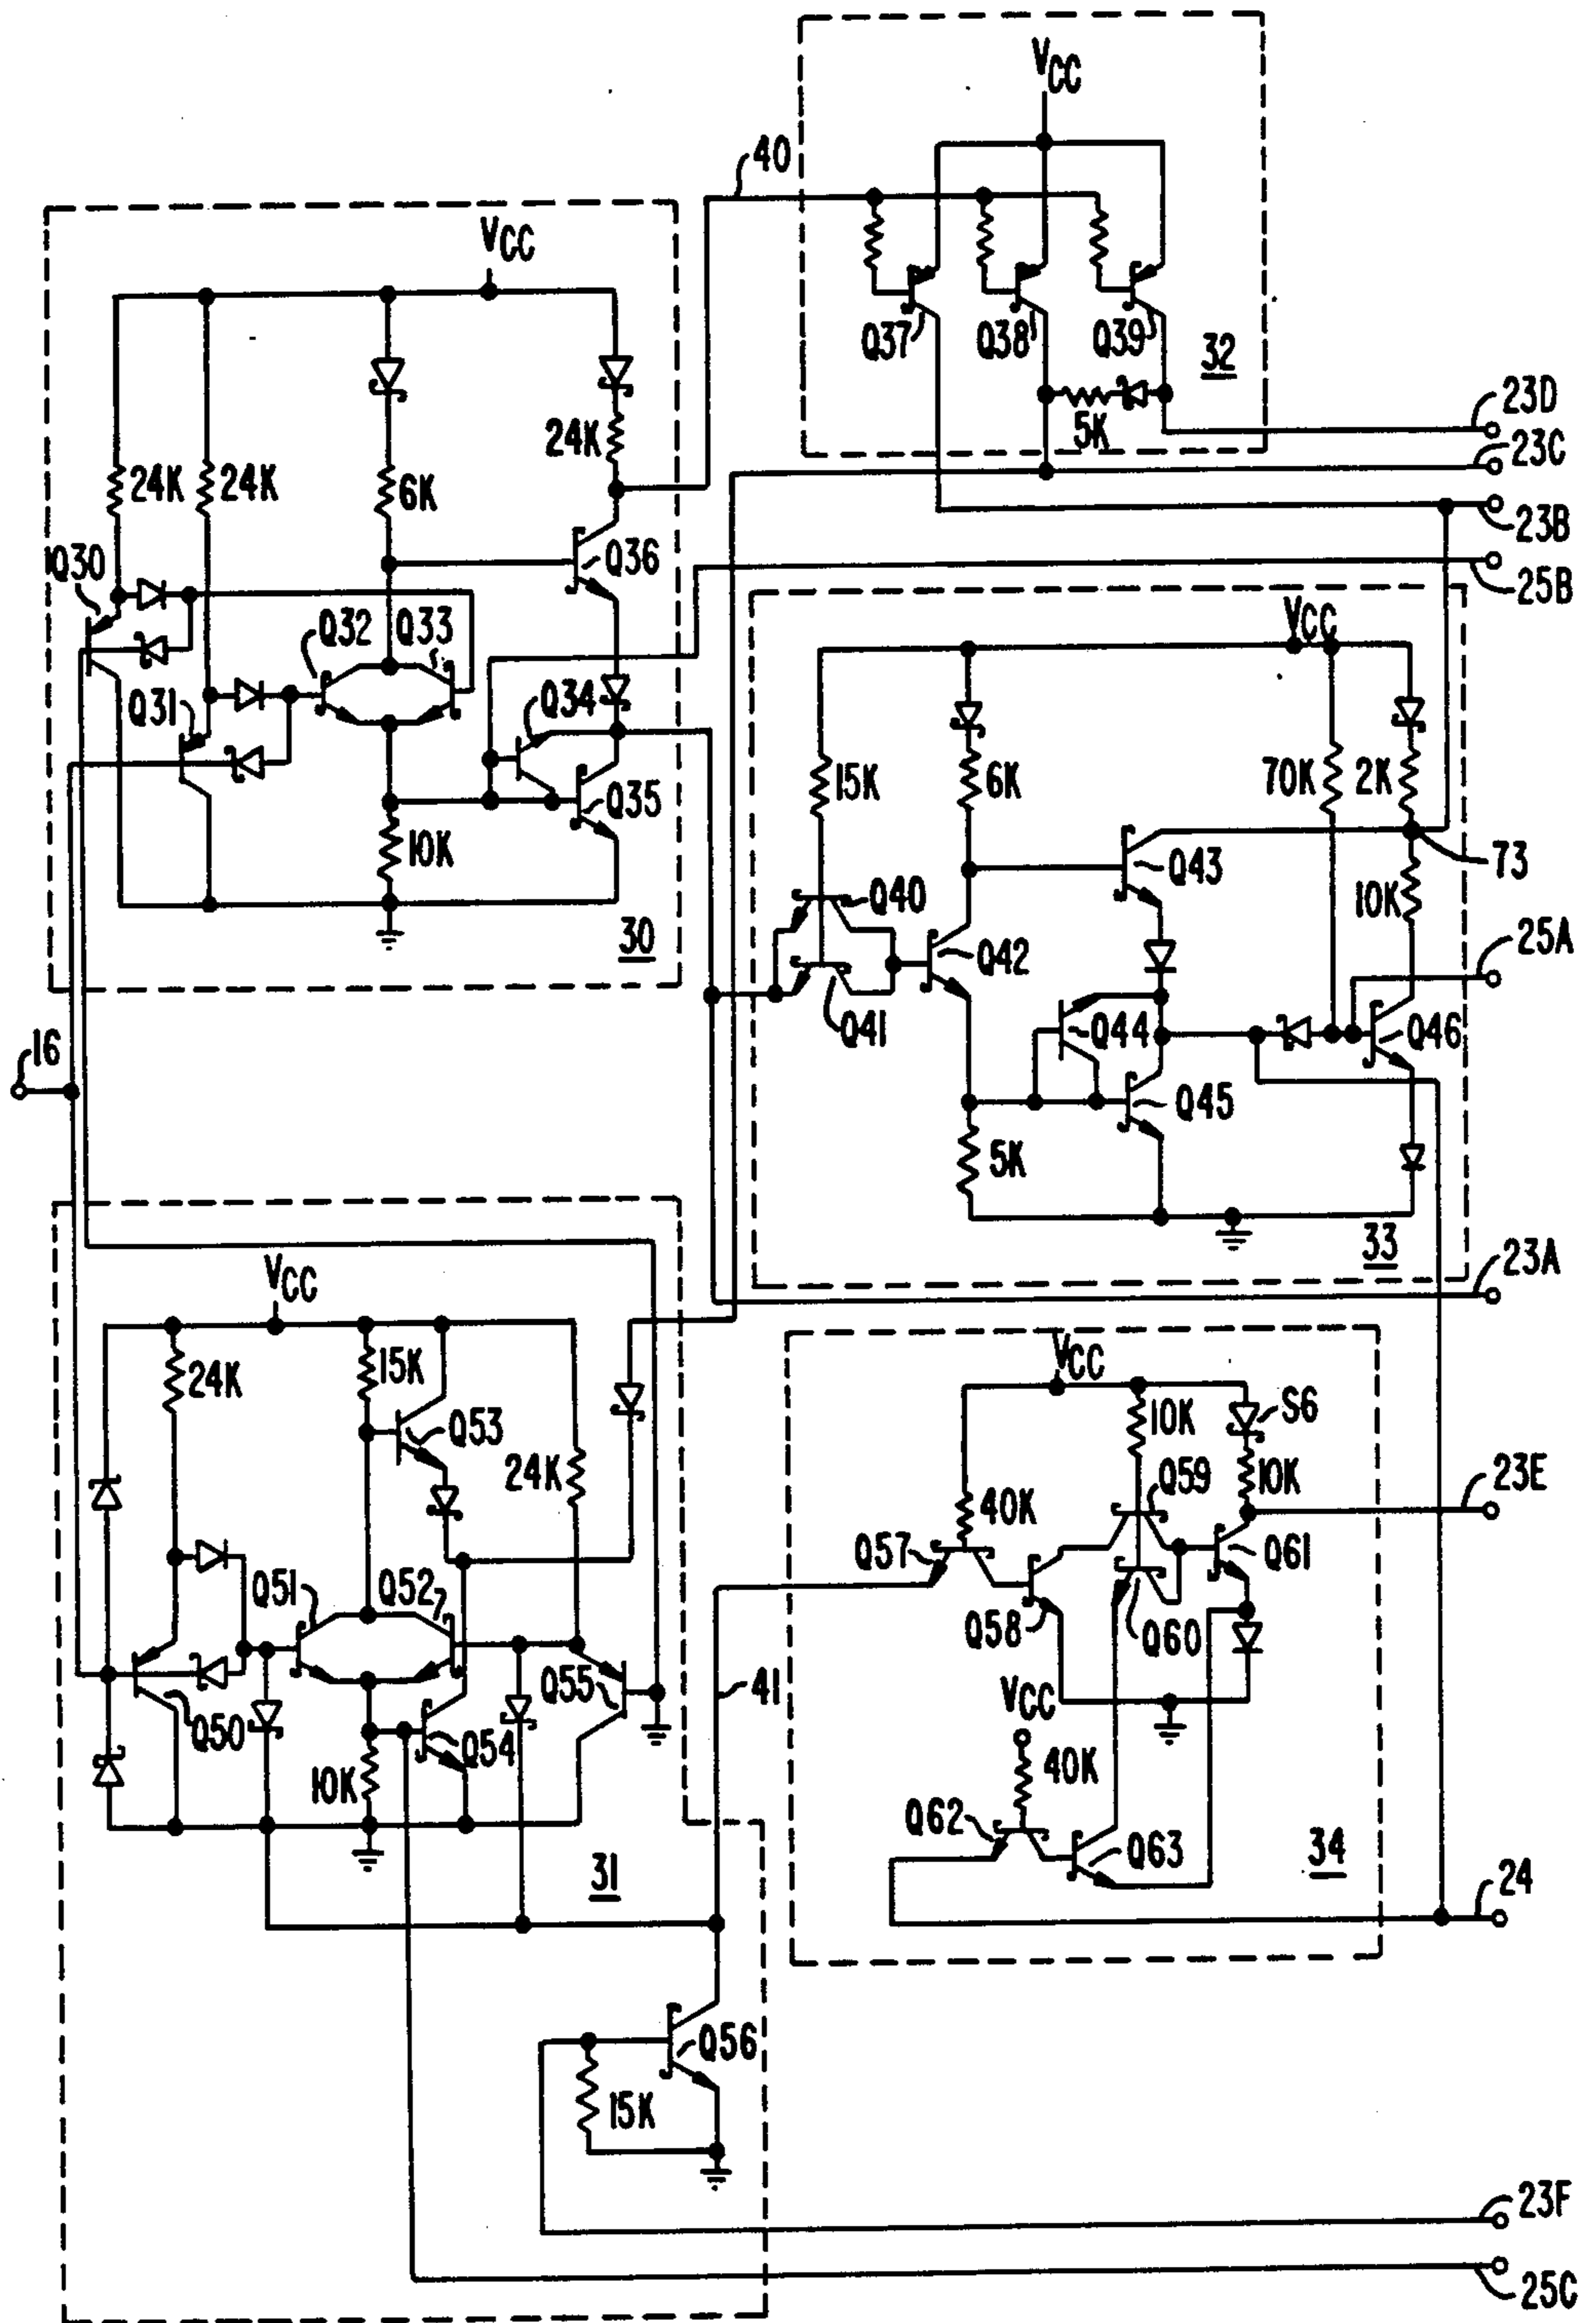 VCC
40
VCC
Q37
Q38
Q39
32
5K
23D
23C
23B
25B
24K
24K
6K
24K
Q30
Q36
Q32
Q33
Q31
Q34
Q35
10K
30
VCC
15K
6K
70K
2K
Q43
73
Q40
10K
Q42
25A
Q41
Q44
Q46
Q45
5K
33
16
23A
VCC
24K
15K
Q53
24K
Q51
Q52
Q50
Q54
Q55
10K
31
41
VCC
10K
S6
Q59
10K
23E
40K
Q57
Q61
Q58
Q60
VCC
40K
Q62
Q63
34
24
Q56
15K
23F
25C